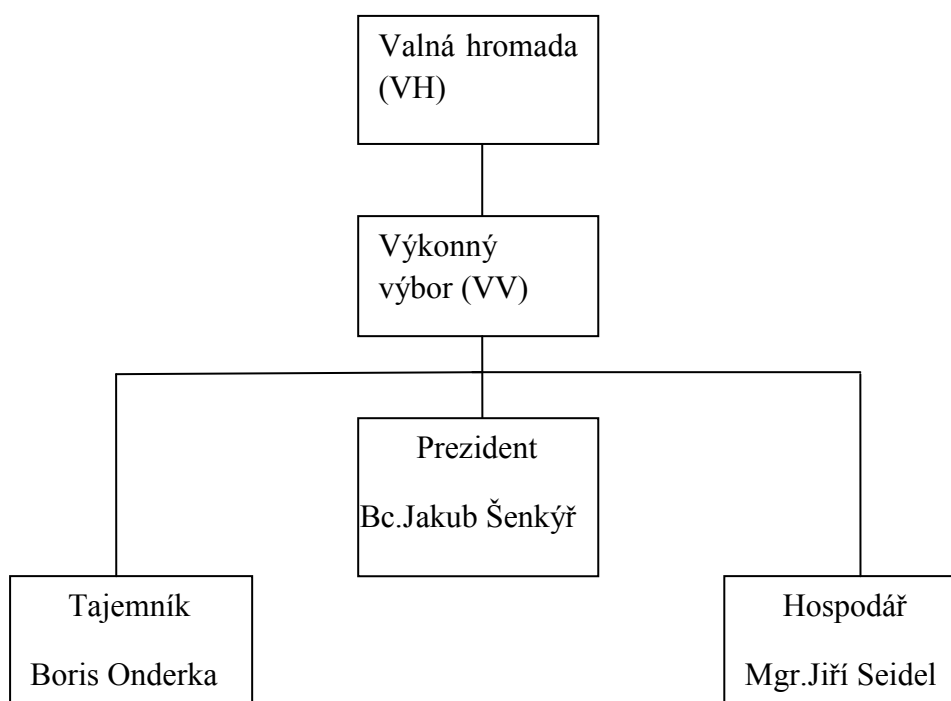 Valná hromada
(VH)
Výkonný
výbor (VV)
Prezident
Bc.Jakub Šenkýř
Tajemník
Boris Onderka
Hospodář
Mgr.Jiří Seidel